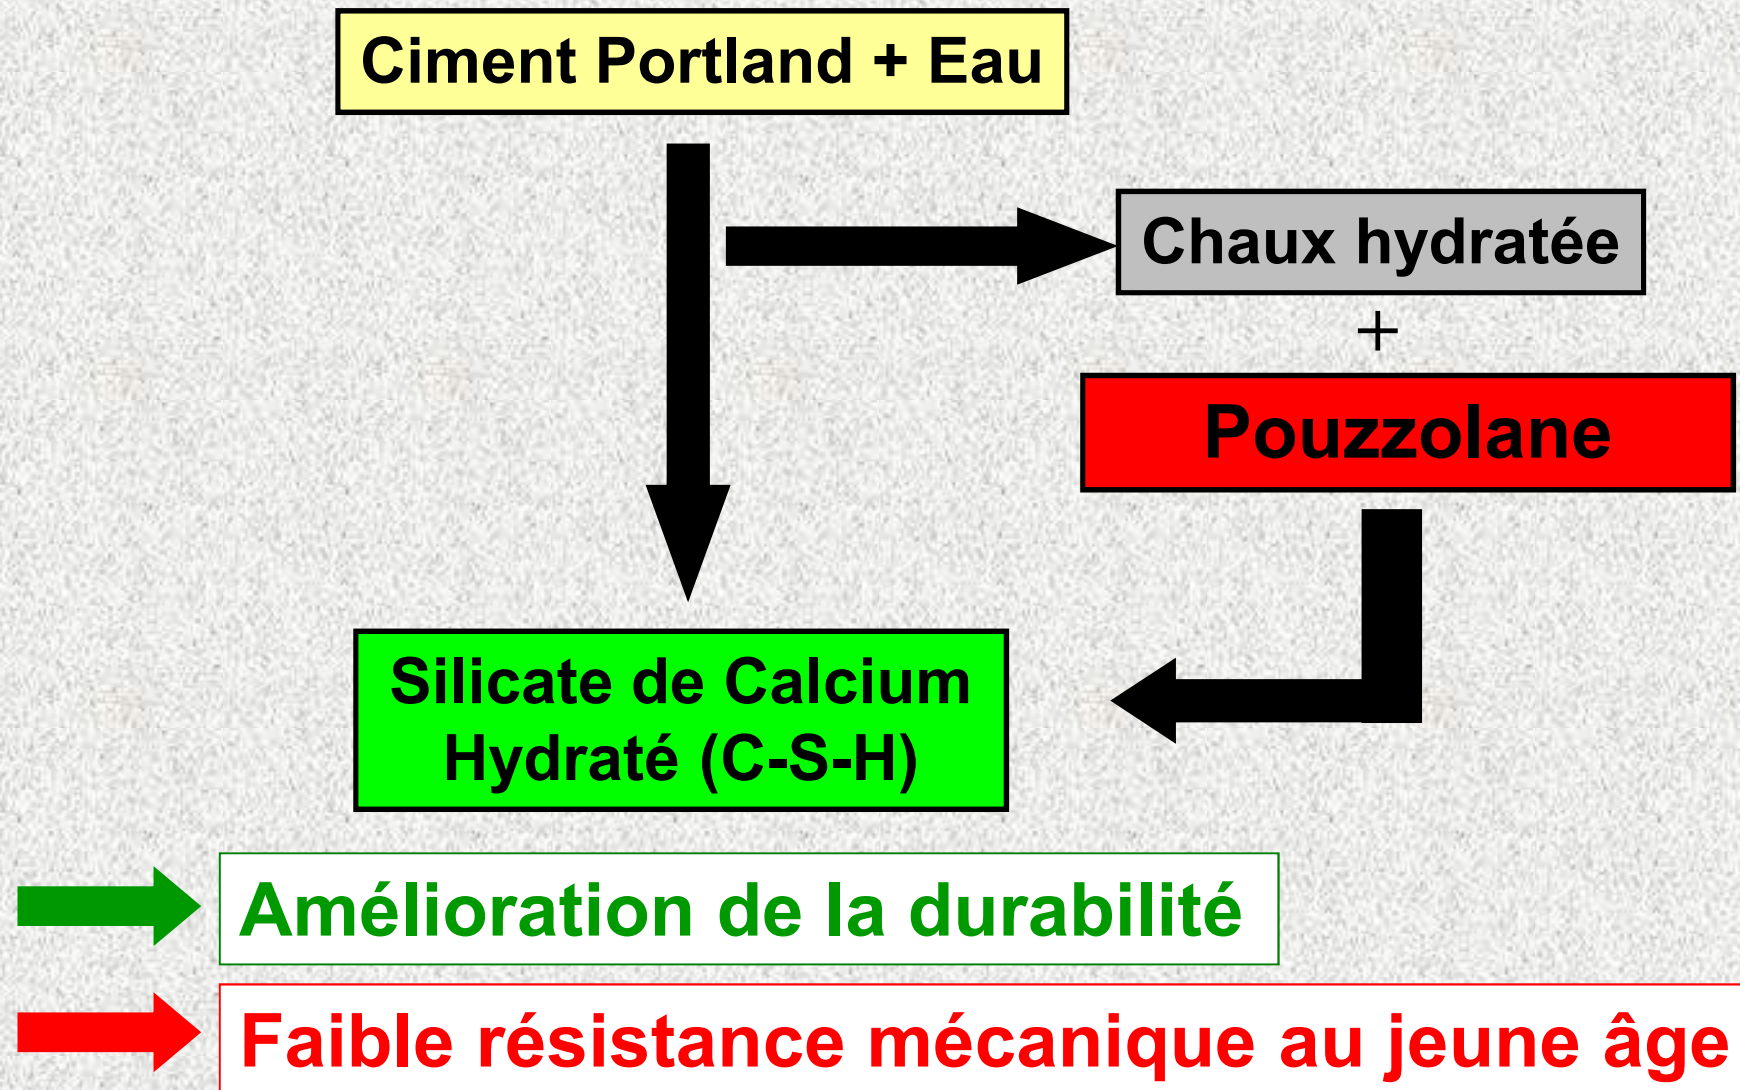 Ciment Portland + Eau
Chaux hydratée
+
Pouzzolane
Silicate de Calcium
Hydraté (C-S-H)
Amélioration de la durabilité
Faible résistance mécanique au jeune âge